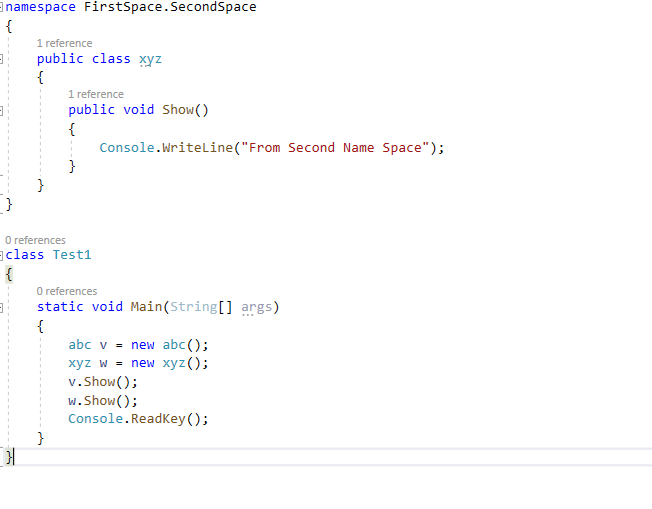 namespace FirstSpace.SecondSpace
{
1 reference
public class xyz
{
1 reference
public void Show()
{
Console.WriteLine("From Second Name Space");
}
}
}
0 references
class Test1
{
0 references
static void Main(String[] args)
{
abc v = new abc();
xyz w = new xyz();
v.Show();
w.Show();
Console.ReadKey();
}
}